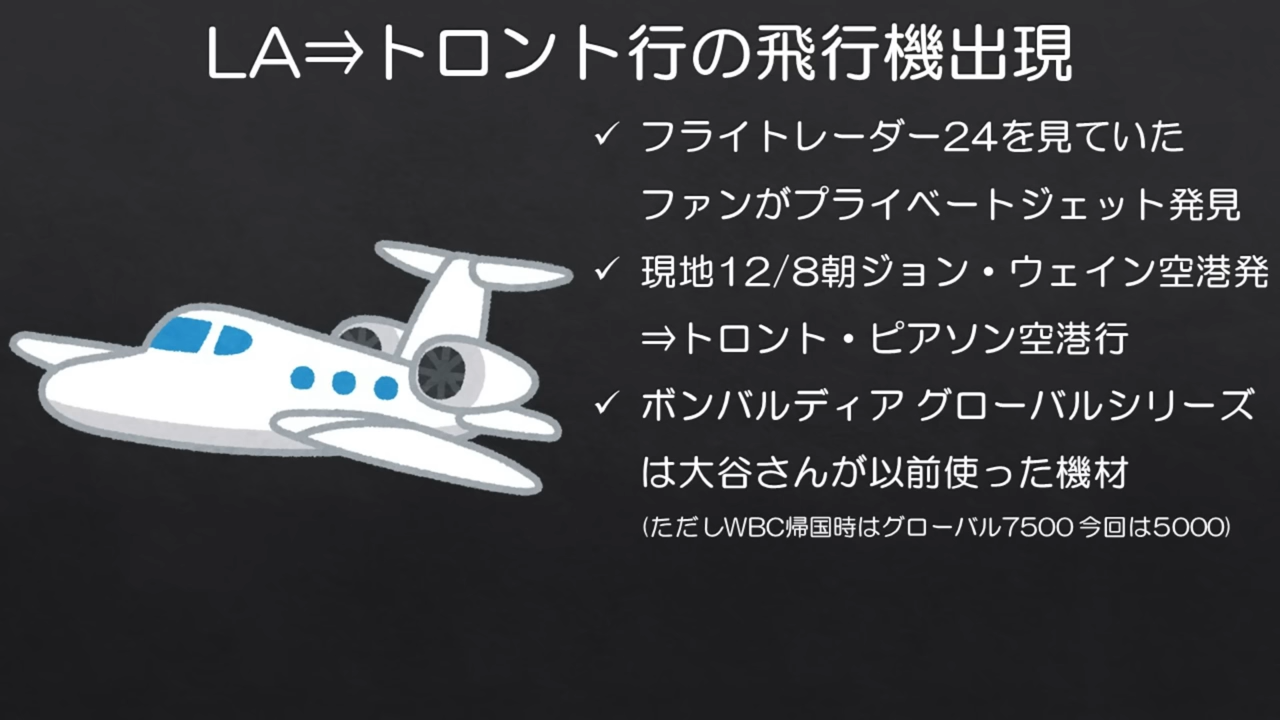 LA⇒トロント行の飛行機出現
✓ フライトレーダー24を見ていた
ファンがプライベートジェット発見
✓ 現地12/8朝ジョン・ウェイン空港発
⇒トロント・ピアソン空港行
✓ ボンバルディア グローバルシリーズ
は大谷さんが以前使った機材
(ただしWBC帰国時はグローバル7500 今回は5000)